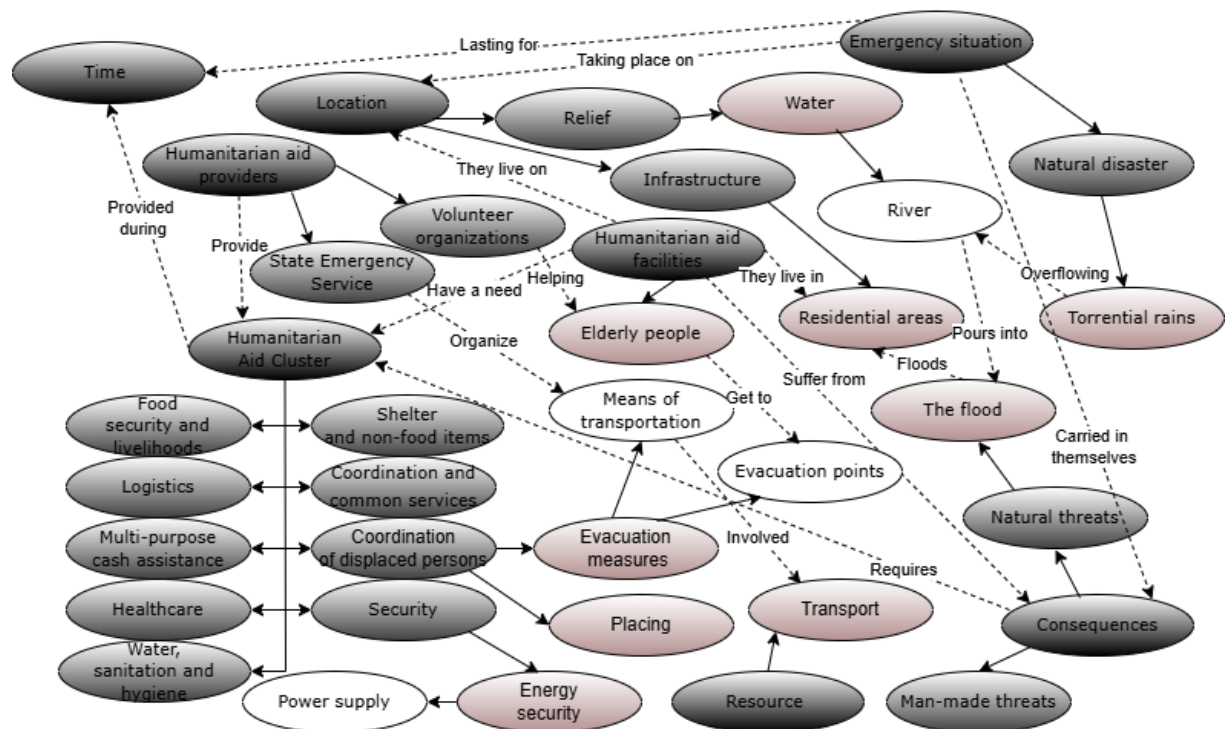 Emergency situation
Lasting for
Time
Taking place on
Location
Relief
Water
Humanitarian aid
providers
They live on
Infrastructure
Natural disaster
Provided
during
Provide
Volunteer
organizations
River
State Emergency
Service
Humanitarian aid
facilities
Have a need
Helping
They live in
Overflowing
Humanitarian
Aid Cluster
Organize
Elderly people
Residential areas
Torrential rains
Pours into
Floods
Suffer from
Get to
Means of
transportation
The flood
Food
security and
livelihoods
Shelter
and non-food items
Carried in
themselves
Evacuation points
Logistics
Coordination and
common services
Natural threats
Multi-purpose
cash assistance
Coordination
of displaced persons
Evacuation
measures
Involved
Requires
Healthcare
Security
Placing
Transport
Consequences
Water,
sanitation and
hygiene
Power supply
Energy
security
Resource
Man-made threats